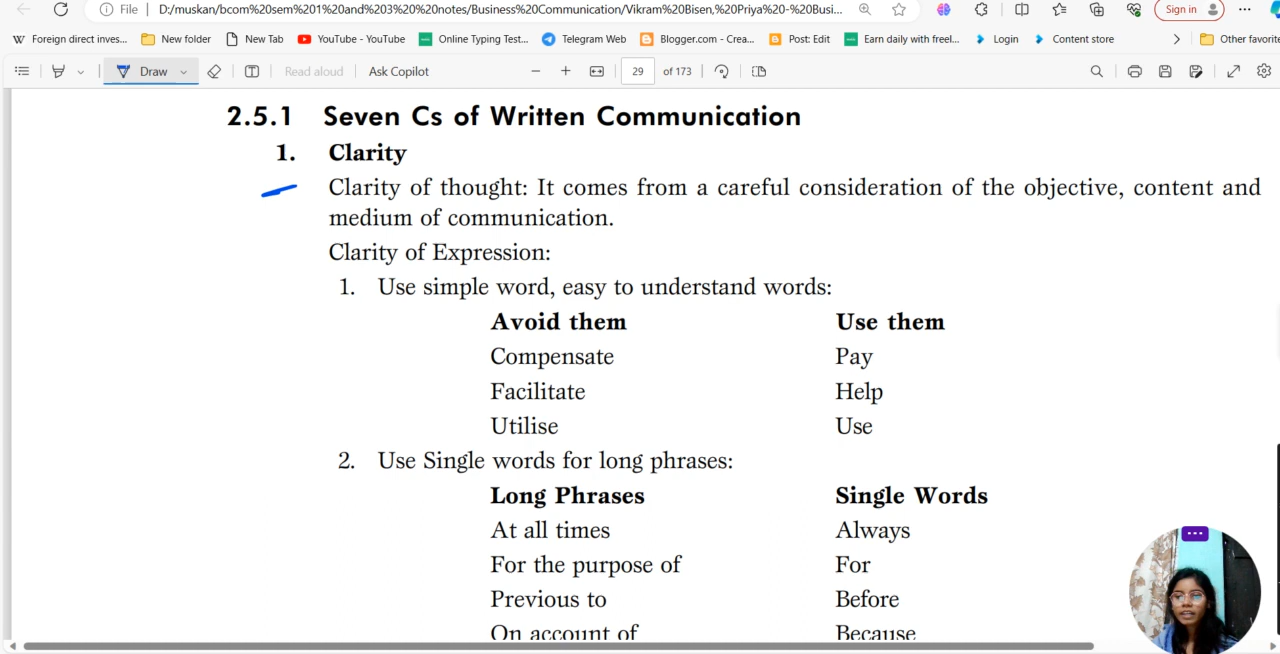 File D:/muskan/bcom%20sem%201%20and%203%20%20notes/Business%20Communication/Vikram%20Bisen,%20Priya%20-%20Busi... Sign in
Foreign direct inves... New folder New Tab YouTube - YouTube Online Typing Test... Telegram Web Blogger.com - Crea... Post: Edit Earn daily with freel... Login Content store Other favorite
Draw Read aloud Ask Copilot 29 of 173
2.5.1 Seven Cs of Written Communication
1. Clarity
Clarity of thought: It comes from a careful consideration of the objective, content and
medium of communication.
Clarity of Expression:
1. Use simple word, easy to understand words:
Avoid them Use them
Compensate Pay
Facilitate Help
Utilise Use
2. Use Single words for long phrases:
Long Phrases Single Words
At all times Always
For the purpose of For
Previous to Before
On account of Because